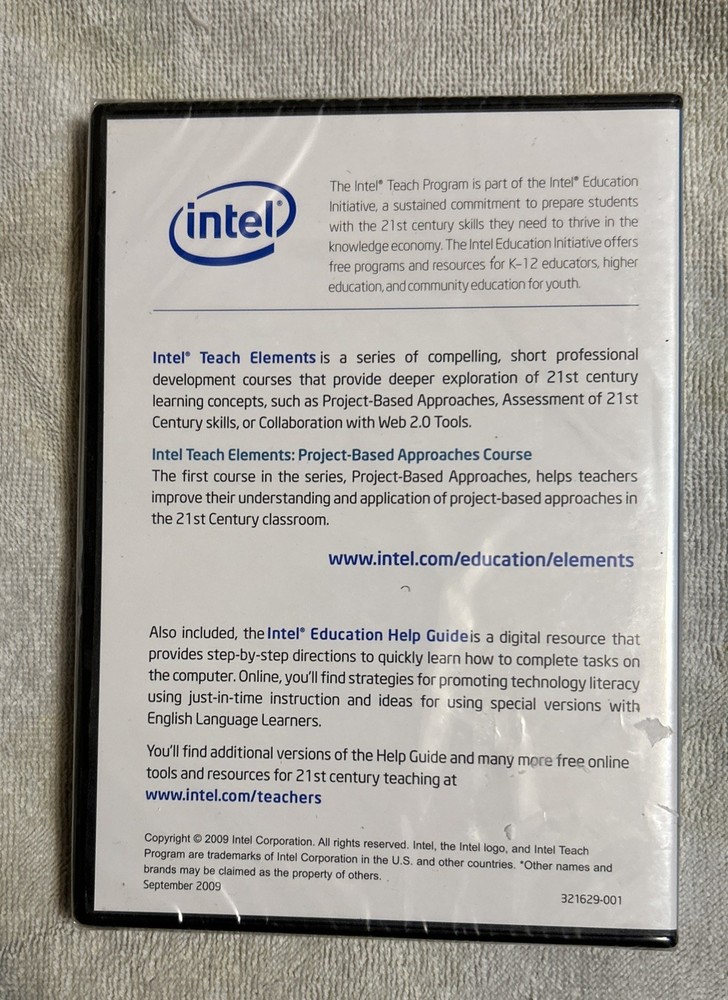 intel®
The Intel® Teach Program is part of the Intel® Education
Initiative, a sustained commitment to prepare students
with the 21st century skills they need to thrive in the
knowledge economy. The Intel Education Initiative offers
free programs and resources for K–12 educators, higher
education, and community education for youth.
Intel® Teach Elements is a series of compelling, short professional
development courses that provide deeper exploration of 21st century
learning concepts, such as Project-Based Approaches, Assessment of 21st
Century skills, or Collaboration with Web 2.0 Tools.
Intel Teach Elements: Project-Based Approaches Course
The first course in the series, Project-Based Approaches, helps teachers
improve their understanding and application of project-based approaches in
the 21st Century classroom.
www.intel.com/education/elements
Also included, the Intel® Education Help Guide is a digital resource that
provides step-by-step directions to quickly learn how to complete tasks on
the computer. Online, you'll find strategies for promoting technology literacy
using just-in-time instruction and ideas for using special versions with
English Language Learners.
You'll find additional versions of the Help Guide and many more free online
tools and resources for 21st century teaching at
www.intel.com/teachers
Copyright © 2009 Intel Corporation. All rights reserved. Intel, the Intel logo, and Intel Teach
Program are trademarks of Intel Corporation in the U.S. and other countries. *Other names and
brands may be claimed as the property of others.
September 2009
321629-001